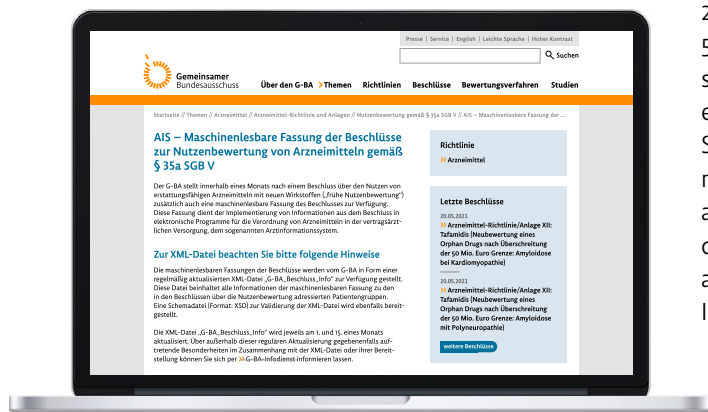 Presse | Service | English | Leichte Sprache | Hoher Kontrast
Suchen
Gemeinsamer
Bundesausschuss
Über den G-BA Themen Richtlinien Beschlüsse Bewertungsverfahren Studien
Startseite // Themen // Arzneimittel // Arzneimittel-Richtlinie und Anlagen // Nutzenbewertung gemäß § 35a SGB V // AIS – Maschinenlesbare Fassung der ...
AIS – Maschinenlesbare Fassung der Beschlüsse
zur Nutzenbewertung von Arzneimitteln gemäß
§ 35a SGB V
Der G-BA stellt innerhalb eines Monats nach einem Beschluss über den Nutzen von
erstattungsfähigen Arzneimitteln mit neuen Wirkstoffen („frühe Nutzenbewertung“)
zusätzlich auch eine maschinenlesbare Fassung des Beschlusses zur Verfügung.
Diese Fassung dient der Implementierung von Informationen aus dem Beschluss in
elektronische Programme für die Verordnung von Arzneimitteln in der vertragsärzt-
lichen Versorgung, dem sogenannten Arztinformationssystem.
Zur XML-Datei beachten Sie bitte folgende Hinweise
Die maschinenlesbaren Fassungen der Beschlüsse werden vom G-BA in Form einer
regelmäßig aktualisierten XML-Datei „G-BA_Beschluss_Info“ zur Verfügung gestellt.
Diese Datei beinhaltet alle Informationen der maschinenlesbaren Fassung zu den
in den Beschlüssen über die Nutzenbewertung adressierten Patientengruppen.
Eine Schemadatei (Format: XSD) zur Validierung der XML-Datei wird ebenfalls bereit-
gestellt.
Die XML-Datei „G-BA_Beschluss_Info“ wird jeweils am 1. und 15. eines Monats
aktualisiert. Über außerhalb dieser regulären Aktualisierung gegebenenfalls auf-
tretende Besonderheiten im Zusammenhang mit der XML-Datei oder ihrer Bereit-
stellung können Sie sich per G-BA-Infodienst informieren lassen.
Richtlinie
Arzneimittel
Letzte Beschlüsse
20.05.2021
Arzneimittel-Richtlinie/Anlage XII:
Tafamidis (Neubewertung eines
Orphan Drugs nach Überschreitung
der 50 Mio. Euro Grenze: Amyloidose
bei Kardiomyopathie)
20.05.2021
Arzneimittel-Richtlinie/Anlage XII:
Tafamidis (Neubewertung eines
Orphan Drugs nach Überschreitung
der 50 Mio. Euro Grenze: Amyloidose
mit Polyneuropathie)
weitere Beschlüsse